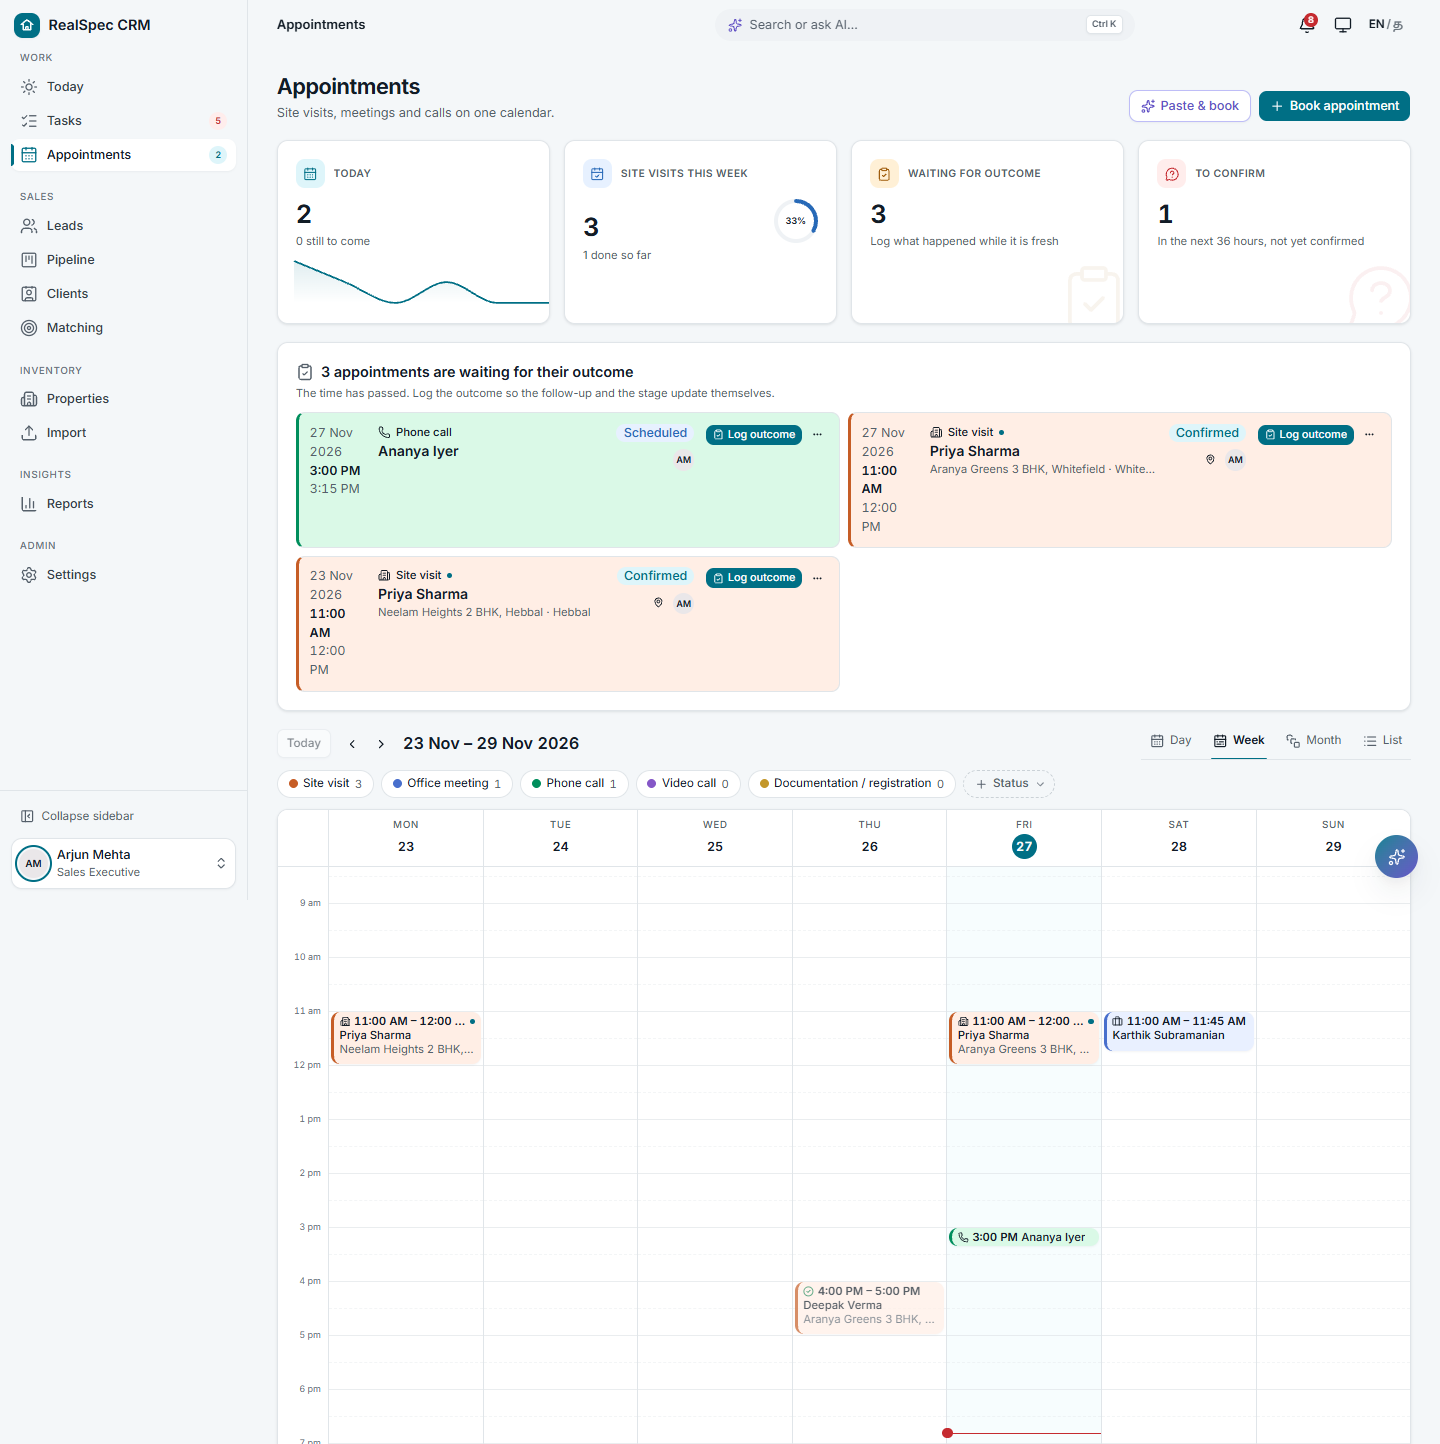 RealSpec CRM
WORK
Today
Tasks 5
Appointments 2
SALES
Leads
Pipeline
Clients
Matching
INVENTORY
Properties
Import
INSIGHTS
Reports
ADMIN
Settings
Collapse sidebar
AM
Arjun Mehta
Sales Executive
Appointments
Search or ask AI...
Ctrl K
8
EN / த
Appointments
Site visits, meetings and calls on one calendar.
Paste & book
Book appointment
TODAY
2
0 still to come
SITE VISITS THIS WEEK
3
33%
1 done so far
WAITING FOR OUTCOME
3
Log what happened while it is fresh
TO CONFIRM
1
In the next 36 hours, not yet confirmed
3 appointments are waiting for their outcome
The time has passed. Log the outcome so the follow-up and the stage update themselves.
27 Nov
2026
3:00 PM
3:15 PM
Phone call
Ananya Iyer
Scheduled
AM
Log outcome
27 Nov
2026
11:00
AM
12:00
PM
Site visit
Priya Sharma
Aranya Greens 3 BHK, Whitefield · White...
Confirmed
AM
Log outcome
23 Nov
2026
11:00
AM
12:00
PM
Site visit
Priya Sharma
Neelam Heights 2 BHK, Hebbal · Hebbal
Confirmed
AM
Log outcome
Today
23 Nov – 29 Nov 2026
Day
Week
Month
List
Site visit 3
Office meeting 1
Phone call 1
Video call 0
Documentation / registration 0
Status
MON
23
TUE
24
WED
25
THU
26
FRI
27
SAT
28
SUN
29
9 am
10 am
11 am
12 pm
1 pm
2 pm
3 pm
4 pm
5 pm
6 pm
7 pm
11:00 AM – 12:00 ...
Priya Sharma
Neelam Heights 2 BHK,...
4:00 PM – 5:00 PM
Deepak Verma
Aranya Greens 3 BHK, ...
11:00 AM – 12:00 ...
Priya Sharma
Aranya Greens 3 BHK, ...
3:00 PM Ananya Iyer
11:00 AM – 11:45 AM
Karthik Subramanian